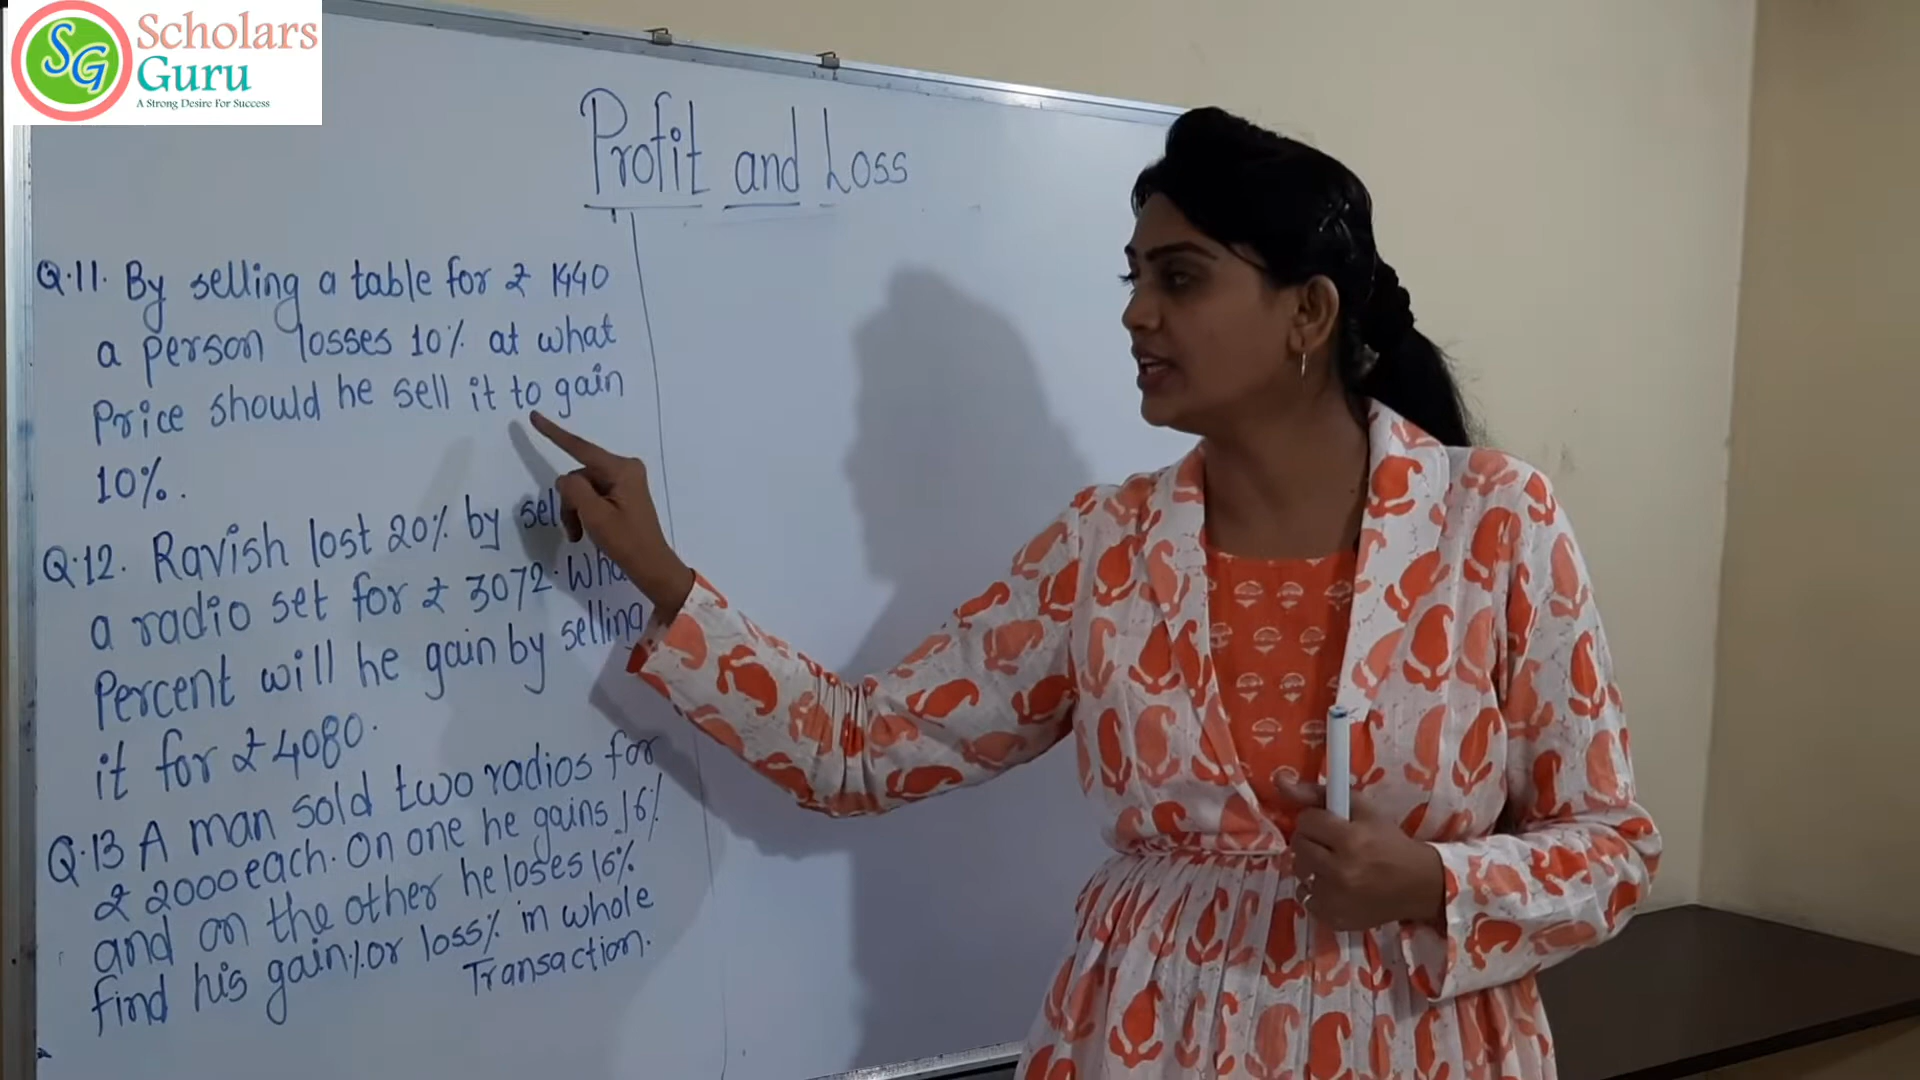 SG Scholars
Guru
A Strong Desire For Success
Profit and Loss
Q.11. By selling a table for ₹ 1440
a person losses 10% at what
Price should he sell it to gain
10%.
Q.12. Ravish lost 20% by
a radio set for ₹ 3072.
Percent will he gain by selling
it for ₹ 4080.
Q.13 A man sold two radios for
₹ 2000 each. On one he gains 16%
and on the other he loses 16%
find his gain% or loss% in whole
Transaction.